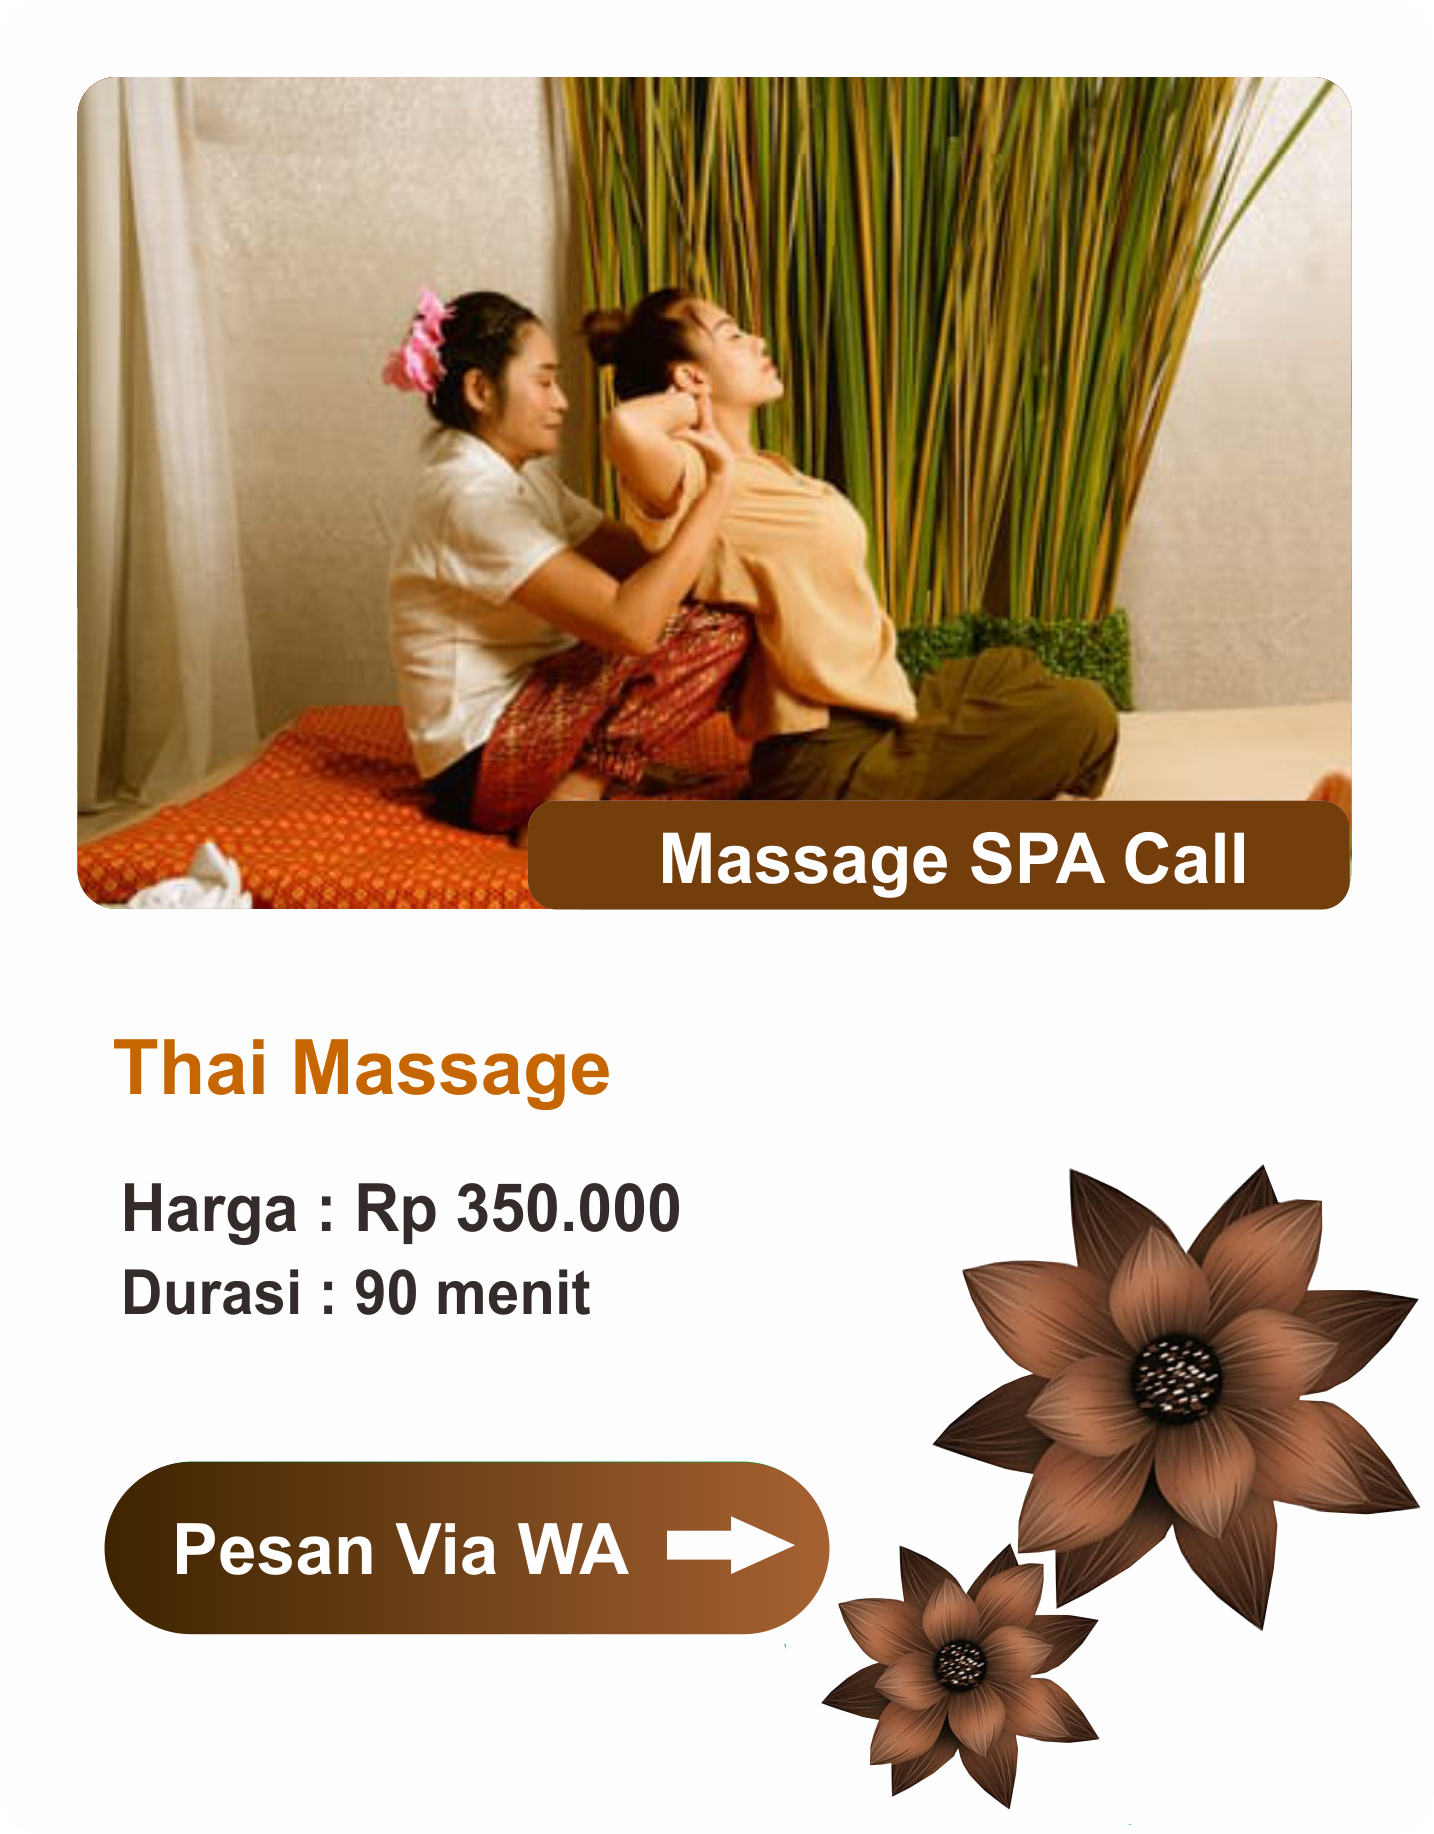 Massage SPA Call
Thai Massage
Harga : Rp 350.000
Durasi : 90 menit
Pesan Via WA